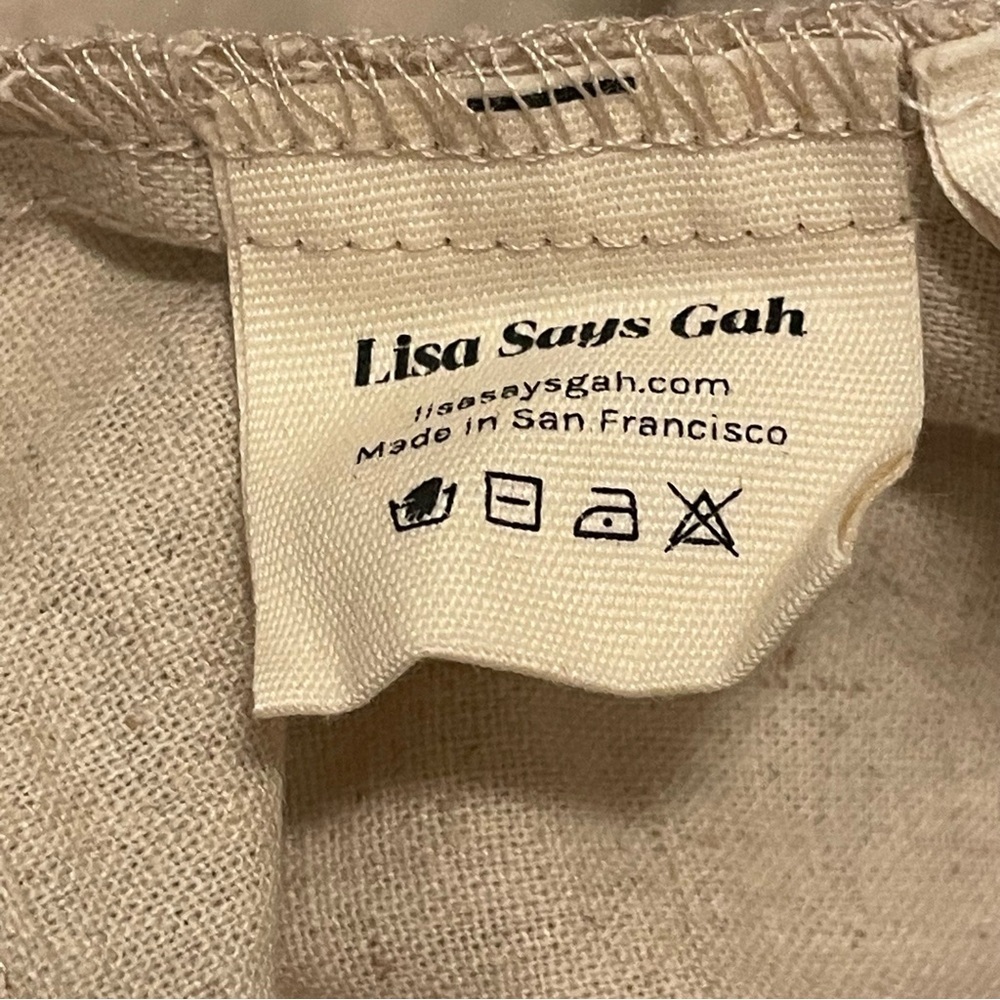 Lisa Says Gah
lisasaysgah.com
Made in San Francisco